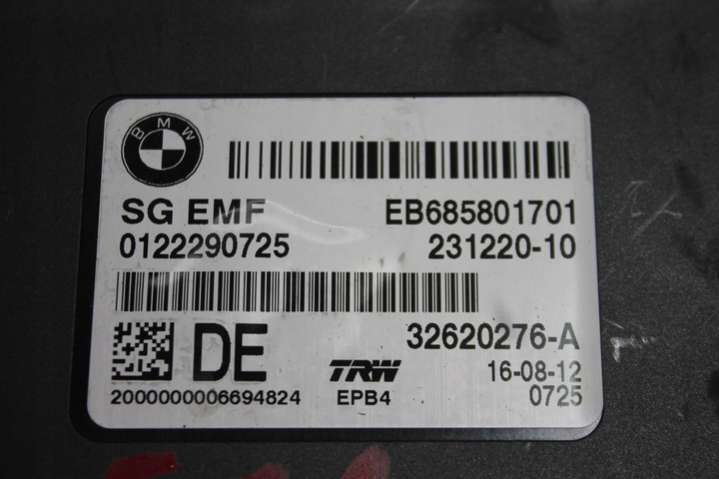 BMW
SG EMF EB685801701
0122290725 231220-10
DE 32620276-A
TRW 16-08-12
2000000006694824 EPB4 0725